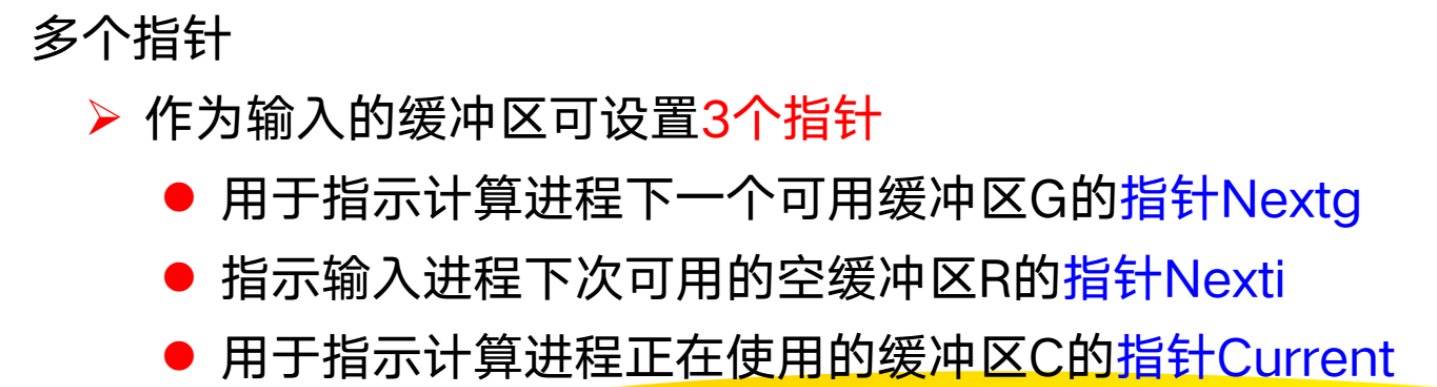 多个指针
作为输入的缓冲区可设置3个指针
用于指示计算进程下一个可用缓冲区G的指针Nextg
指示输入进程下次可用的空缓冲区R的指针Nexti
用于指示计算进程正在使用的缓冲区C的指针Current